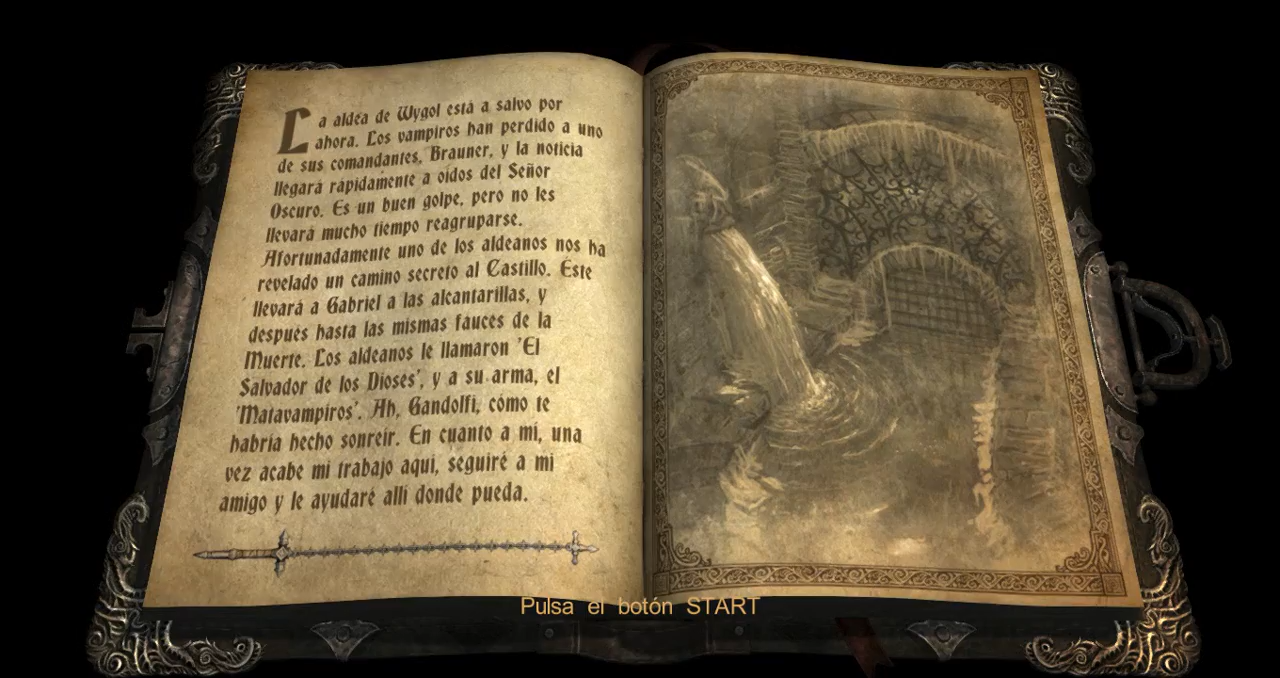 La aldea de Wygol está a salvo por
ahora. Los vampiros han perdido a uno
de sus comandantes, Brauner, y la noticia
llegará rápidamente a oídos del Señor
Oscuro. Es un buen golpe, pero no les
llevará mucho tiempo reagruparse.
Afortunadamente uno de los aldeanos nos ha
revelado un camino secreto al Castillo. Éste
llevará a Gabriel a las alcantarillas, y
después hasta las mismas fauces de la
Muerte. Los aldeanos le llamaron 'El
Salvador de los Dioses', y a su arma, el
'Matavampiros'. Ah, Gandolfi, cómo te
habría hecho sonreír. En cuanto a mí, una
vez acabe mi trabajo aquí, seguiré a mi
amigo y le ayudaré allí donde pueda.
Pulsa el botón START